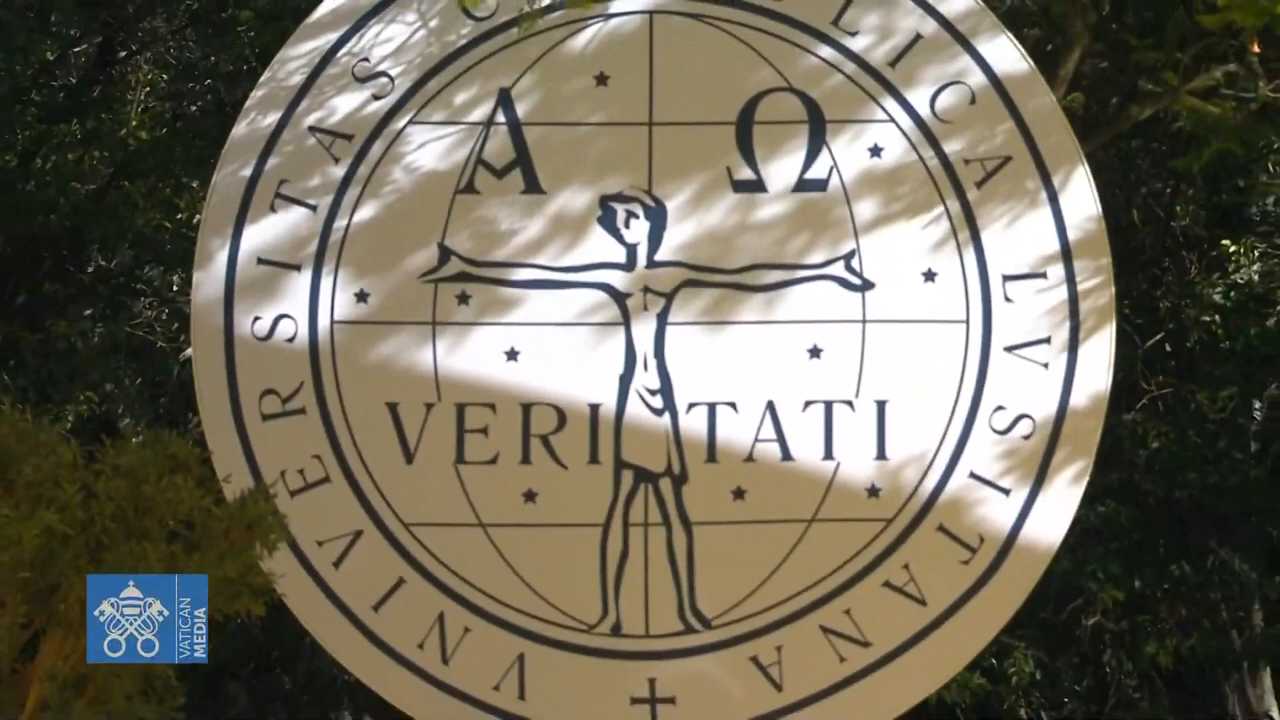 VNIVERSITAS
LVSITANA
Α Ω
VERITATI
VATICAN
MEDIA